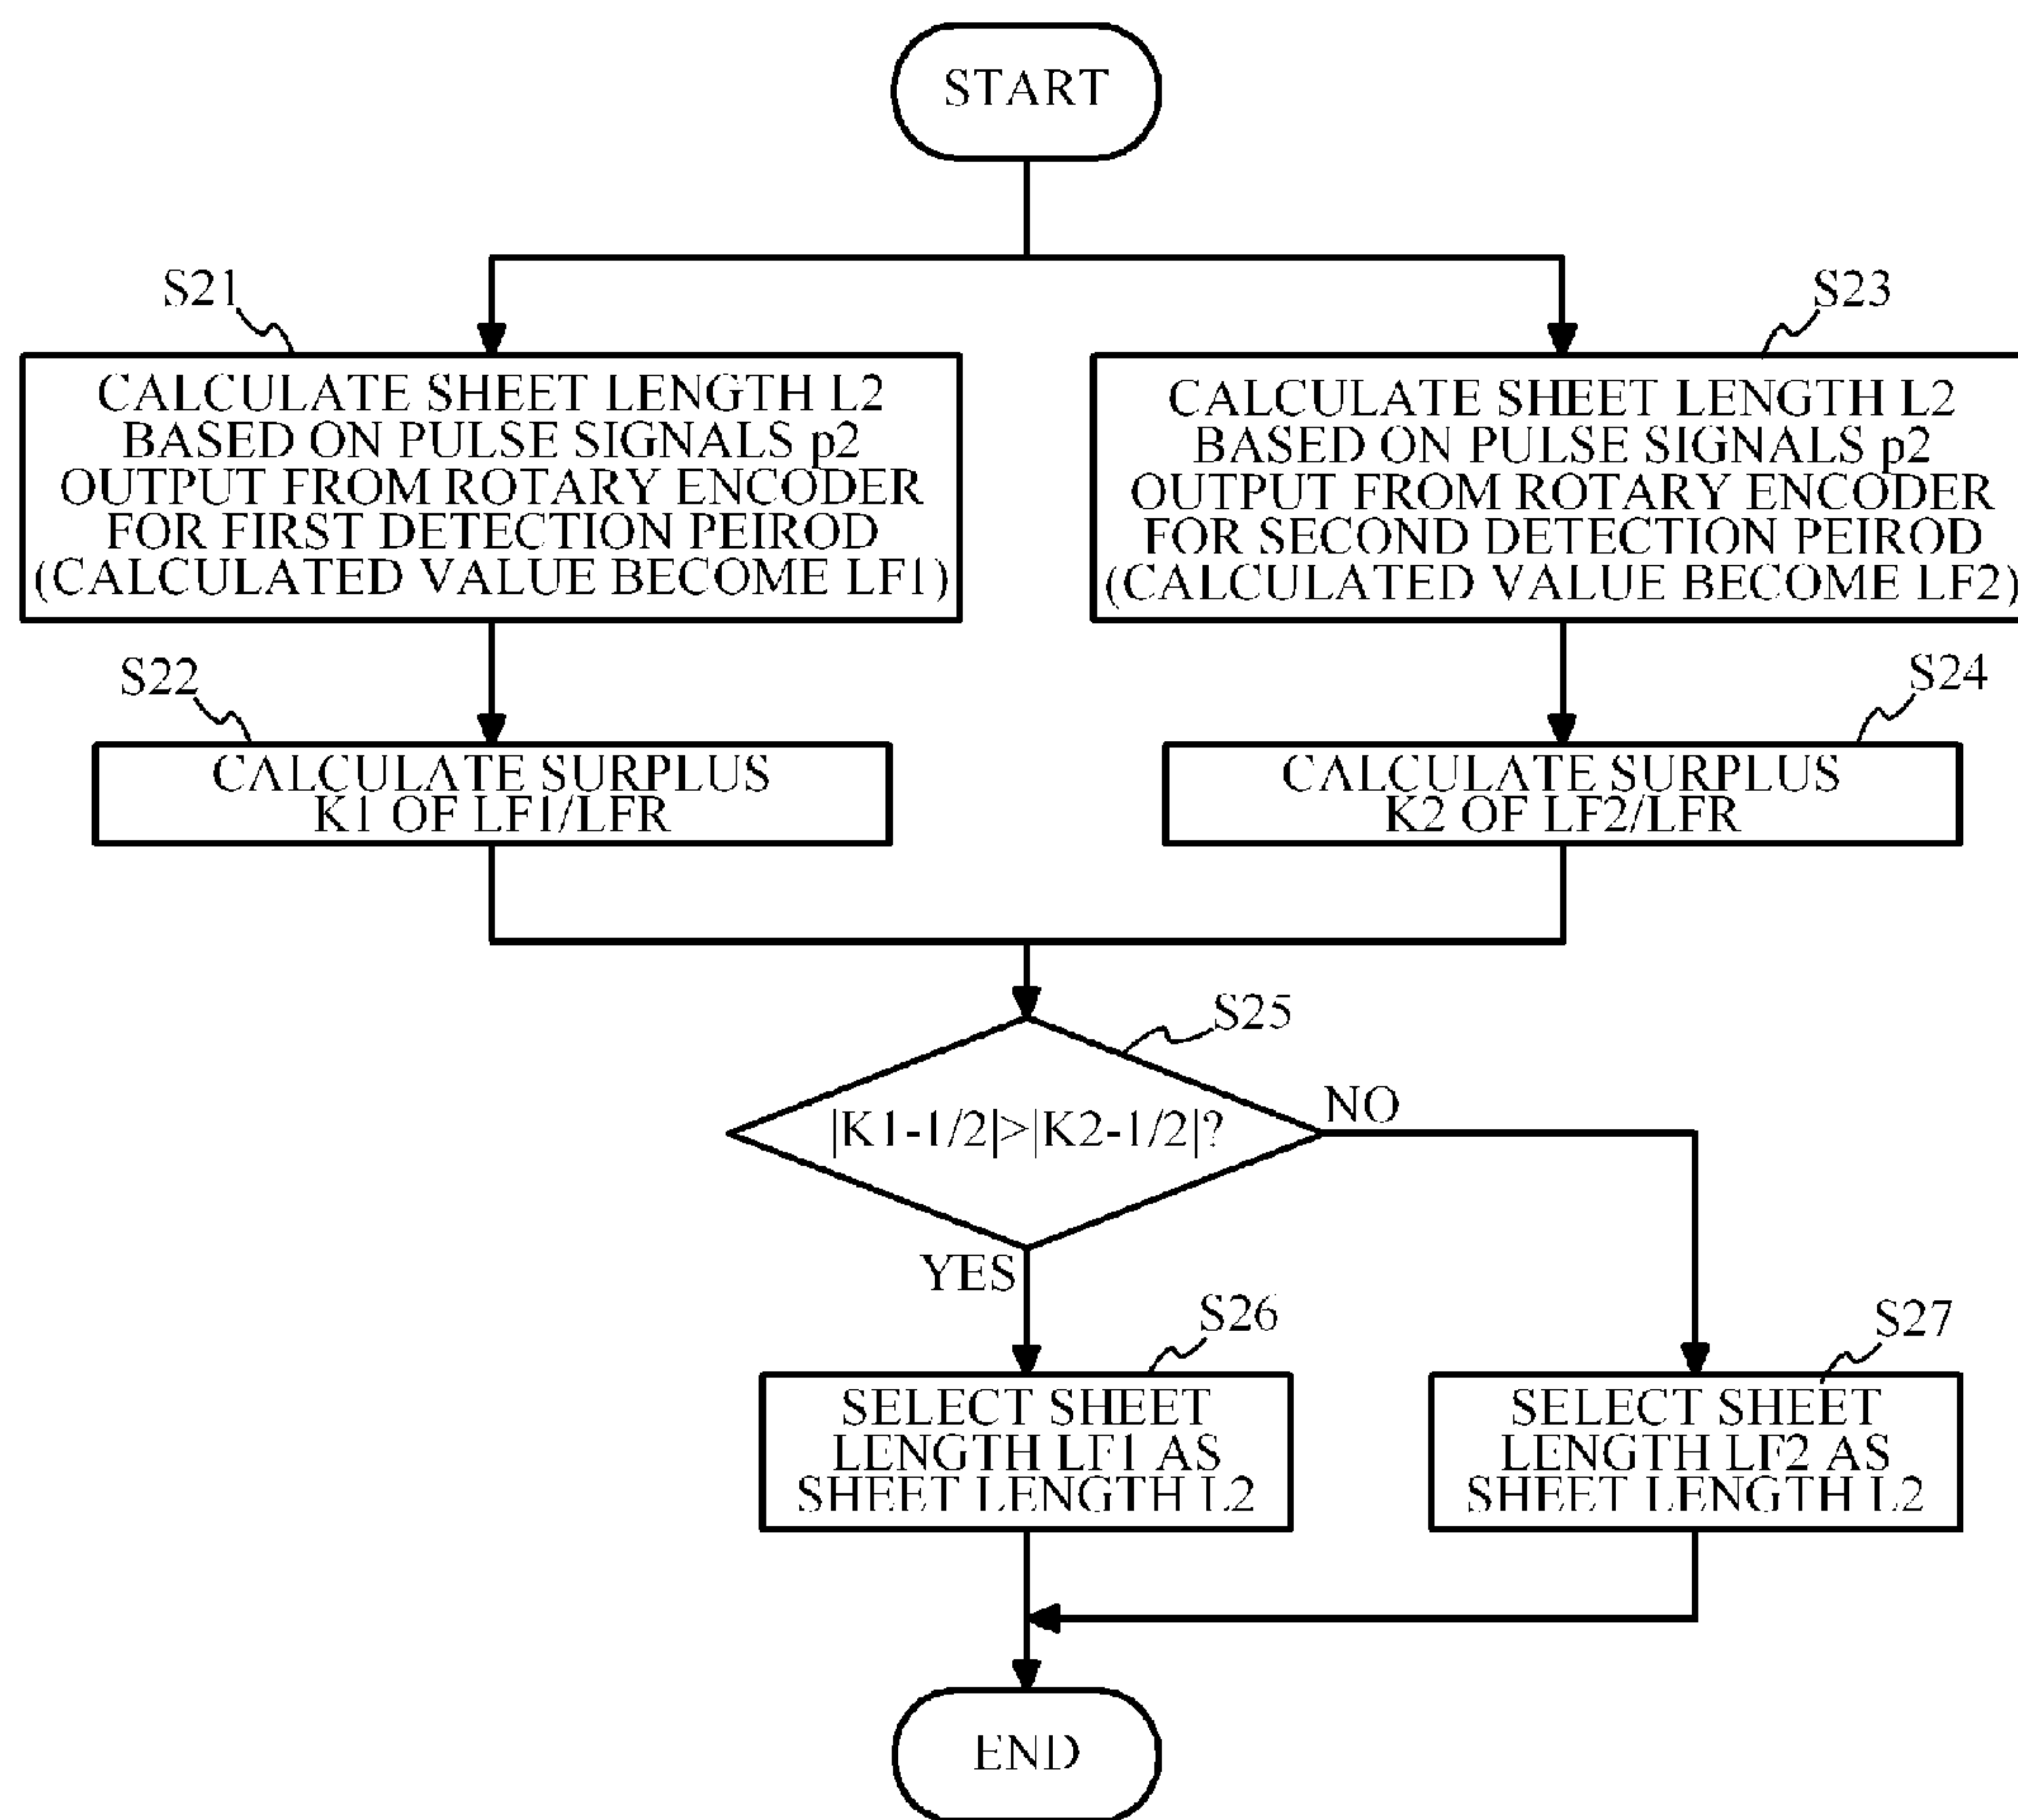 START
S21
CALCULATE SHEET LENGTH L2
BASED ON PULSE SIGNALS p2
OUTPUT FROM ROTARY ENCODER
FOR FIRST DETECTION PEIROD
(CALCULATED VALUE BECOME LF1)
S23
CALCULATE SHEET LENGTH L2
BASED ON PULSE SIGNALS p2
OUTPUT FROM ROTARY ENCODER
FOR SECOND DETECTION PEIROD
(CALCULATED VALUE BECOME LF2)
S22
CALCULATE SURPLUS
K1 OF LF1/LFR
S24
CALCULATE SURPLUS
K2 OF LF2/LFR
S25
|K1-1/2|>|K2-1/2|?
NO
YES
S26
SELECT SHEET
LENGTH LF1 AS
SHEET LENGTH L2
S27
SELECT SHEET
LENGTH LF2 AS
SHEET LENGTH L2
END